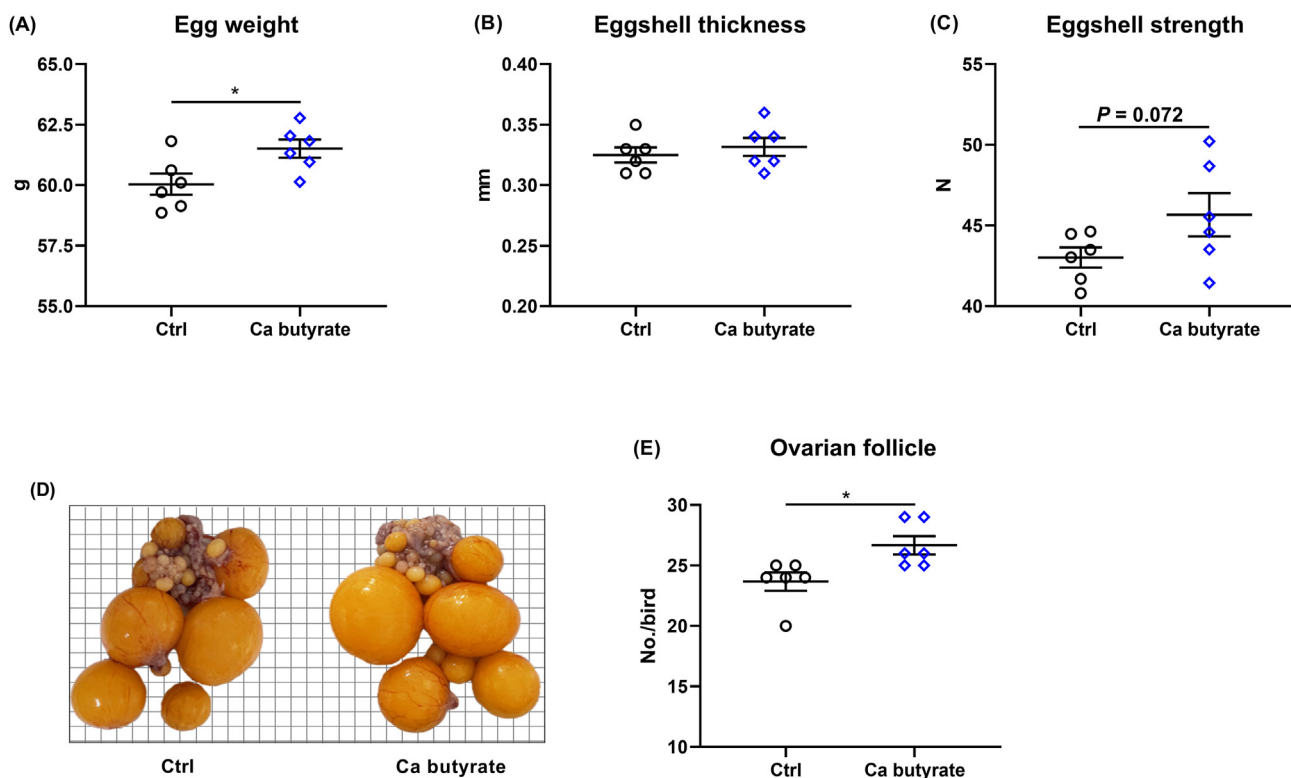 (A)
Egg weight
65.0
62.5
60.0
57.5
55.0
g
*
Ctrl
Ca butyrate
(B)
Eggshell thickness
0.40
0.35
0.30
0.25
0.20
mm
Ctrl
Ca butyrate
(C)
Eggshell strength
55
50
45
40
N
P = 0.072
Ctrl
Ca butyrate
(D)
Ctrl
Ca butyrate
(E)
Ovarian follicle
30
25
20
15
10
No./bird
*
Ctrl
Ca butyrate